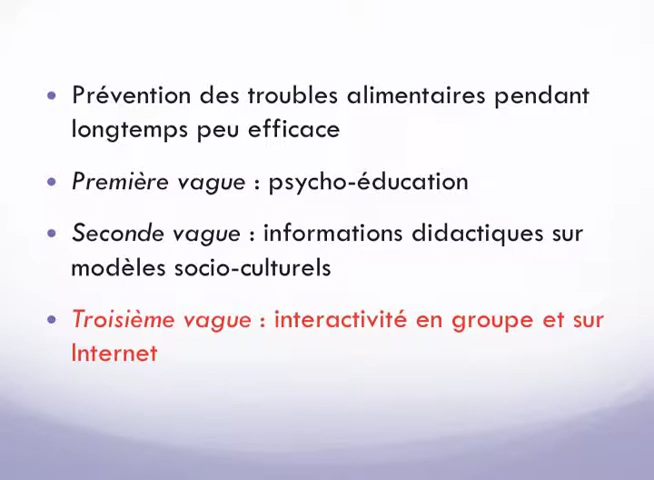 • Prévention des troubles alimentaires pendant
longtemps peu efficace
• Première vague : psycho-éducation
• Seconde vague : informations didactiques sur
modèles socio-culturels
• Troisième vague : interactivité en groupe et sur
Internet